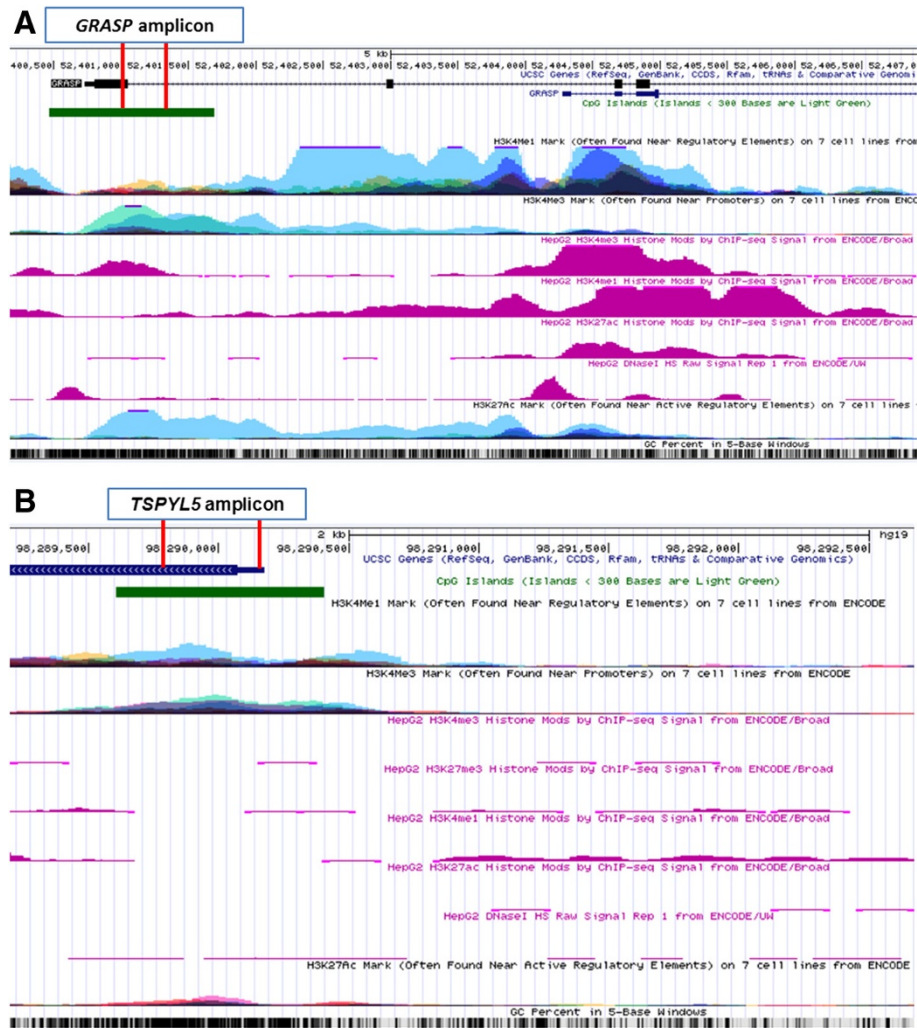 A
GRASP amplicon
5 kb
400,500| 52,401,000| 52,401,500| 52,402,000| 52,402,500| 52,403,000| 52,403,500| 52,404,000| 52,404,500| 52,405,000| 52,405,500| 52,406,000| 52,406,500| 52,407,0
UCSC Genes (RefSeq, GenBank, CCDS, Rfam, tRNAs & Comparative Genomi
GRASP
GRASP
CpG Islands (Islands < 300 Bases are Light Green)
H3K4Me1 Mark (Often Found Near Regulatory Elements) on 7 cell lines from
H3K4Me3 Mark (Often Found Near Promoters) on 7 cell lines from ENCO
HepG2 H3K4me3 Histone Mods by ChIP-seq Signal from ENCODE/Broad
HepG2 H3K4me1 Histone Mods by ChIP-seq Signal from ENCODE/Broad
HepG2 H3K27ac Histone Mods by ChIP-seq Signal from ENCODE/Broad
HepG2 DNaseI HS Raw Signal Rep 1 from ENCODE/UW
H3K27Ac Mark (Often Found Near Active Regulatory Elements) on 7 cell
GC Percent in 5-Base Windows
B
TSPYL5 amplicon
2 kb
hg19
98,289,500| 98,290,000| 98,290,500| 98,291,000| 98,291,500| 98,292,000| 98,292,500|
UCSC Genes (RefSeq, GenBank, CCDS, Rfam, tRNAs & Comparative Genomics)
CpG Islands (Islands < 300 Bases are Light Green)
H3K4Me1 Mark (Often Found Near Regulatory Elements) on 7 cell lines from ENCODE
H3K4Me3 Mark (Often Found Near Promoters) on 7 cell lines from ENCODE
HepG2 H3K4me3 Histone Mods by ChIP-seq Signal from ENCODE/Broad
HepG2 H3K27me3 Histone Mods by ChIP-seq Signal from ENCODE/Broad
HepG2 H3K4me1 Histone Mods by ChIP-seq Signal from ENCODE/Broad
HepG2 H3K27ac Histone Mods by ChIP-seq Signal from ENCODE/Broad
HepG2 DNaseI HS Raw Signal Rep 1 from ENCODE/UW
H3K27Ac Mark (Often Found Near Active Regulatory Elements) on 7 cell lines from ENCODE
GC Percent in 5-Base Windows